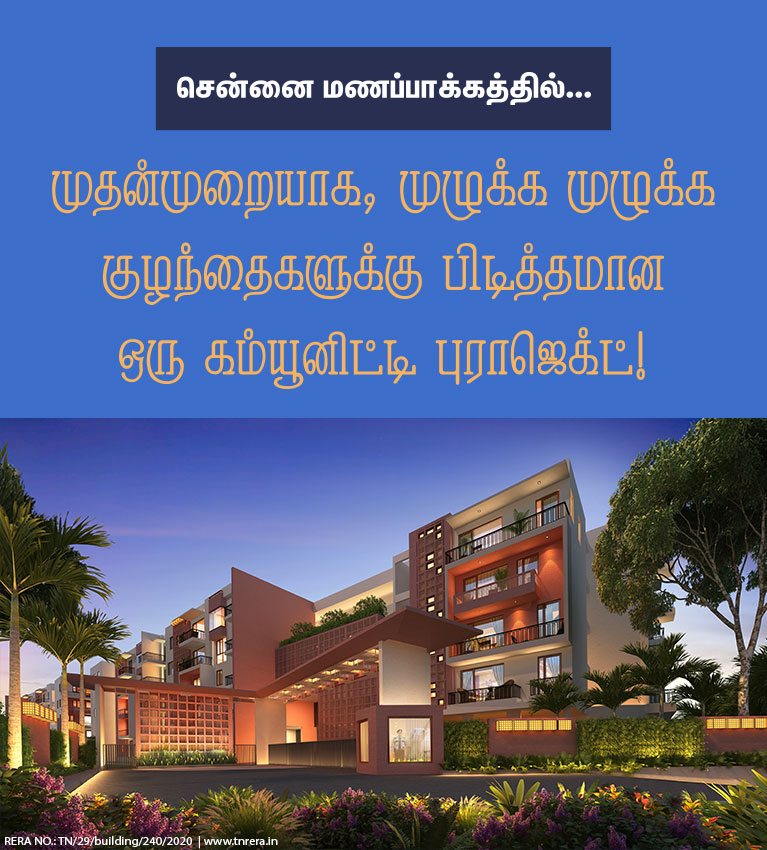 சென்னை மணப்பாக்கத்தில்...
முதன்முறையாக, முழுக்க முழுக்க
குழந்தைகளுக்கு பிடித்தமான
ஒரு கம்யூனிட்டி புராஜெக்ட்!
RERA NO.: TN/29/building/240/2020 | www.tnrera.in